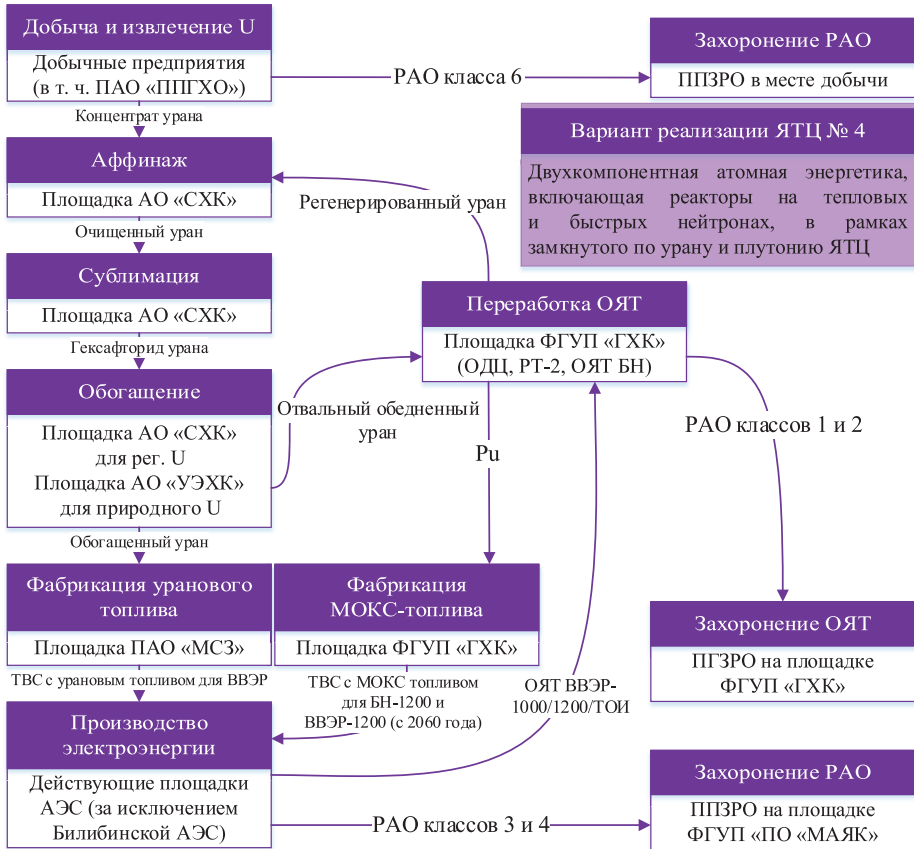 Добыча и извлечение U
Добычные предприятия
(в т. ч. ПАО «ППГХО»)
РАО класса 6
Захоронение РАО
ППЗРО в месте добычи
Концентрат урана
Вариант реализации ЯТЦ № 4
Двухкомпонентная атомная энергетика,
включающая реакторы на тепловых
и быстрых нейтронах, в рамках
замкнутого по урану и плутонию ЯТЦ
Аффинаж
Площадка АО «СХК»
Регенерированный уран
Очищенный уран
Сублимация
Площадка АО «СХК»
Переработка ОЯТ
Площадка ФГУП «ГХК»
(ОДЦ, РТ-2, ОЯТ БН)
Гексафторид урана
Обогащение
Площадка АО «СХК»
для рег. U
Площадка АО «УЭХК»
для природного U
Отвальный обедненный
уран
Pu
РАО классов 1 и 2
Обогащенный уран
Фабрикация уранового
топлива
Площадка ПАО «МСЗ»
Фабрикация
МОКС-топлива
Площадка ФГУП «ГХК»
Захоронение ОЯТ
ПГЗРО на площадке
ФГУП «ГХК»
ТВС с урановым топливом для ВВЭР
ТВС с МОКС топливом
для БН-1200 и
ВВЭР-1200 (с 2060 года)
ОЯТ ВВЭР-
1000/1200/ТОИ
Производство
электроэнергии
Действующие площадки
АЭС (за исключением
Билибинской АЭС)
РАО классов 3 и 4
Захоронение РАО
ППЗРО на площадке
ФГУП «ПО «МАЯК»